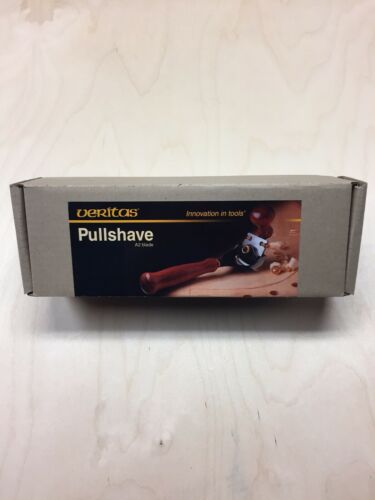 veritas®
Innovation in tools®
Pullshave
A2 blade